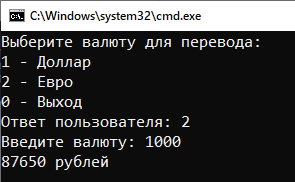 C:\Windows\system32\cmd.exe
Выберите валюту для перевода:
1 - Доллар
2 - Евро
0 - Выход
Ответ пользователя: 2
Введите валюту: 1000
87650 рублей